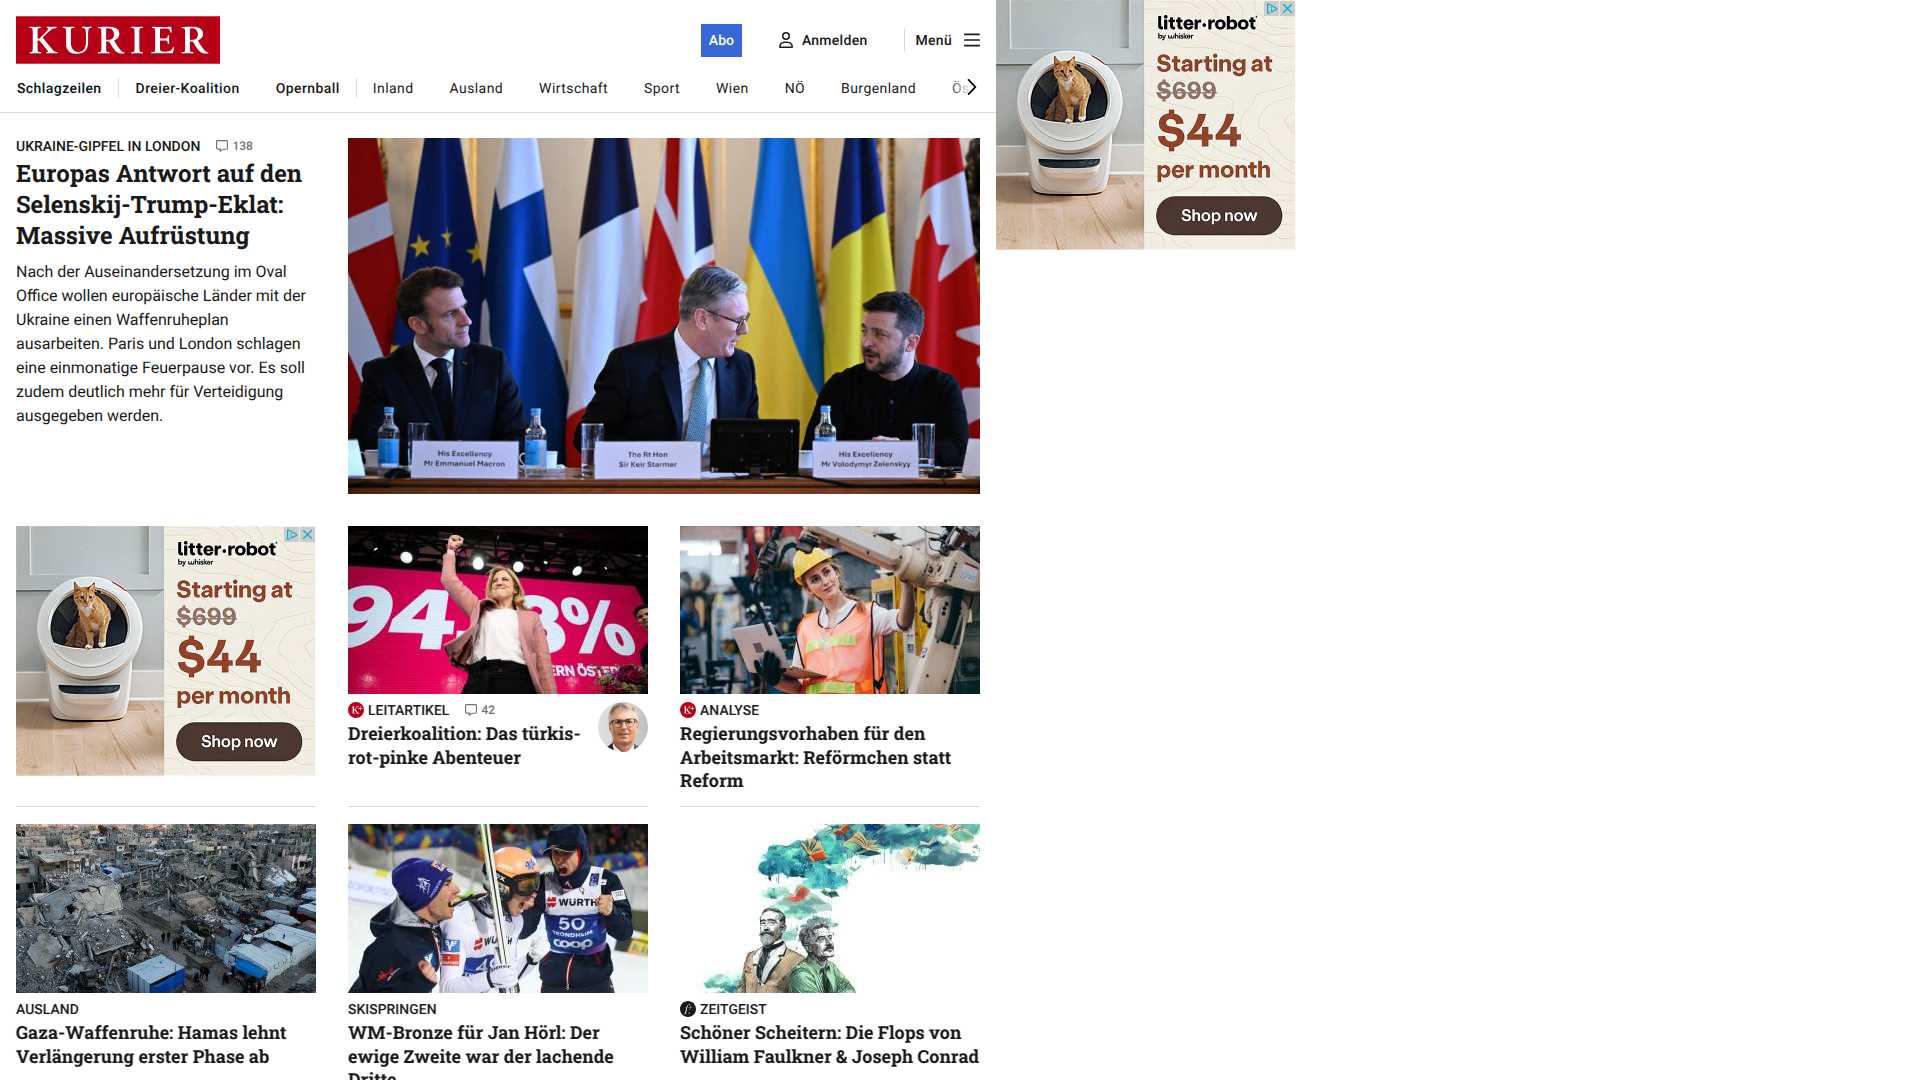 KURIER
Abo
Anmelden
Menü
Schlagzeilen
Dreier-Koalition
Opernball
Inland
Ausland
Wirtschaft
Sport
Wien
NÖ
Burgenland
UKRAINE-GIPFEL IN LONDON 138
Europas Antwort auf den
Selenskij-Trump-Eklat:
Massive Aufrüstung
Nach der Auseinandersetzung im Oval
Office wollen europäische Länder mit der
Ukraine einen Waffenruheplan
ausarbeiten. Paris und London schlagen
eine einmonatige Feuerpause vor. Es soll
zudem deutlich mehr für Verteidigung
ausgegeben werden.
His Excellency
Mr Emmanuel Macron
The Rt Hon
Sir Keir Starmer
His Excellency
Mr Volodymyr Zelenskyy
litter-robot
by whisker
Starting at
$699
$44
per month
Shop now
litter-robot
by whisker
Starting at
$699
$44
per month
Shop now
94 8%
K+ LEITARTIKEL 42
Dreierkoalition: Das türkis-
rot-pinke Abenteuer
K+ ANALYSE
Regierungsvorhaben für den
Arbeitsmarkt: Reförmchen statt
Reform
AUSLAND
Gaza-Waffenruhe: Hamas lehnt
Verlängerung erster Phase ab
WÜRTH
50
TRONDHEIM
coop
SKISPRINGEN
WM-Bronze für Jan Hörl: Der
ewige Zweite war der lachende
Dritte
ZEITGEIST
Schöner Scheitern: Die Flops von
William Faulkner & Joseph Conrad